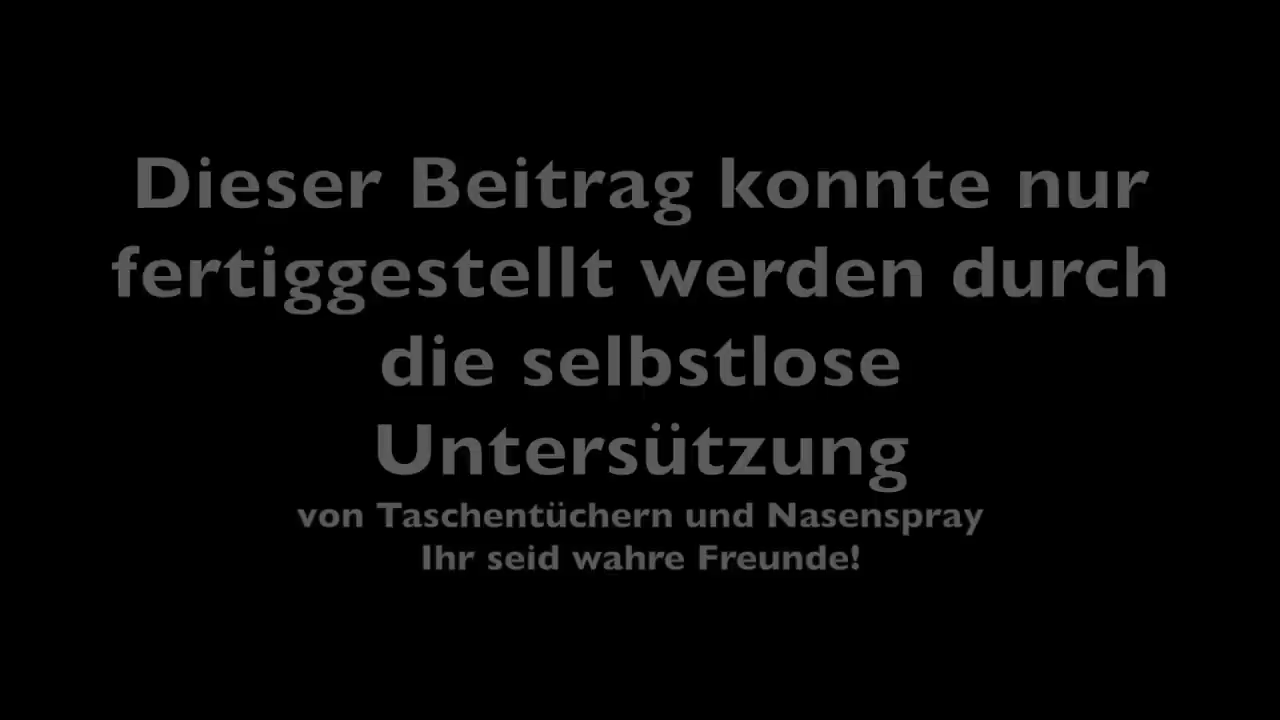 Dieser Beitrag konnte nur
fertiggestellt werden durch
die selbstlose
Untersützung
von Taschentüchern und Nasenspray
Ihr seid wahre Freunde!